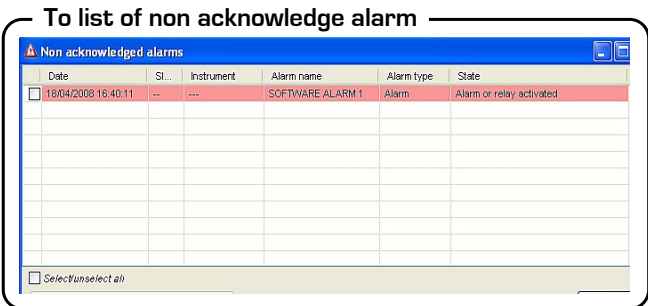 To list of non acknowledge alarm
Non acknowledged alarms
Date Sl... Instrument Alarm name Alarm type State
18/04/2008 16:40:11 -- --- SOFTWARE ALARM 1 Alarm Alarm or relay activated
Select/unselect all